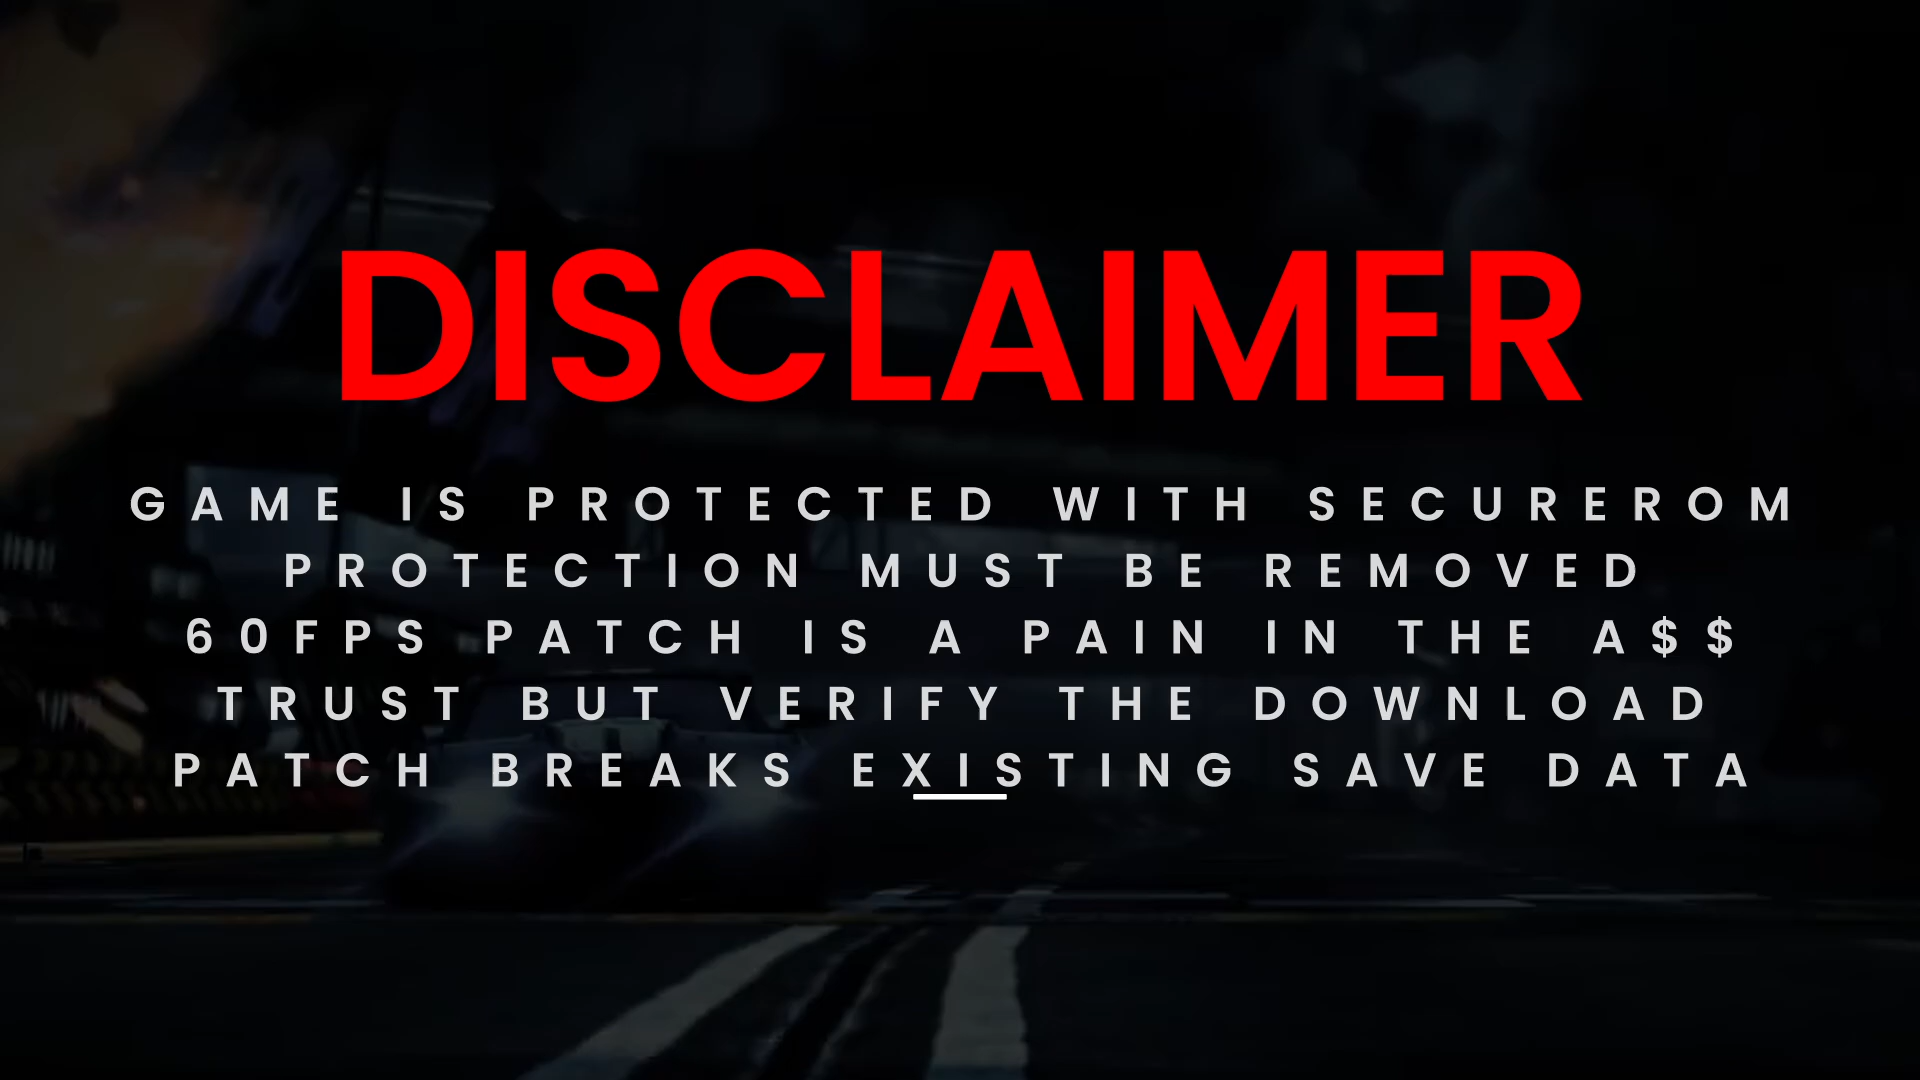 DISCLAIMER
GAME IS PROTECTED WITH SECUREROM
PROTECTION MUST BE REMOVED
60FPS PATCH IS A PAIN IN THE A$$
TRUST BUT VERIFY THE DOWNLOAD
PATCH BREAKS EXISTING SAVE DATA